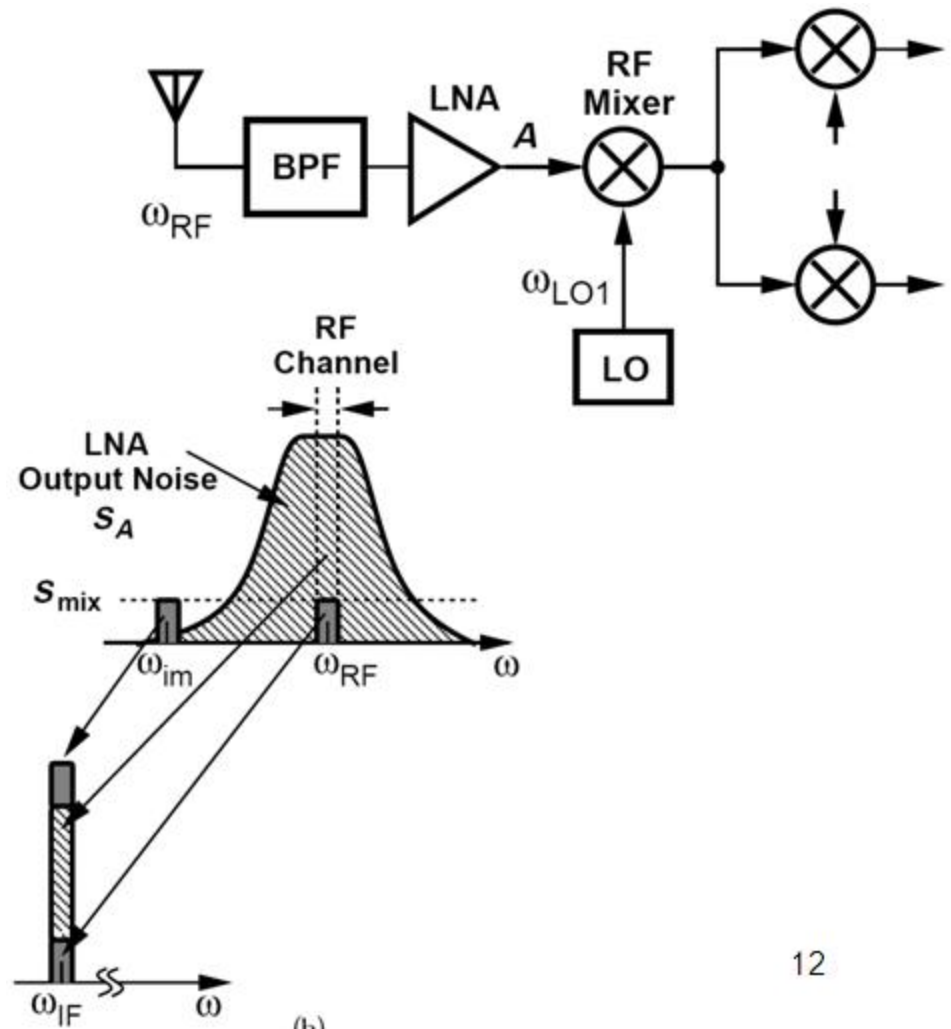 RF
Mixer
LNA
A
BPF
ωRF
ωLO1
LO
RF
Channel
LNA
Output Noise
SA
Smix
ωim
ωRF
ω
ωIF
ω
12
(b)